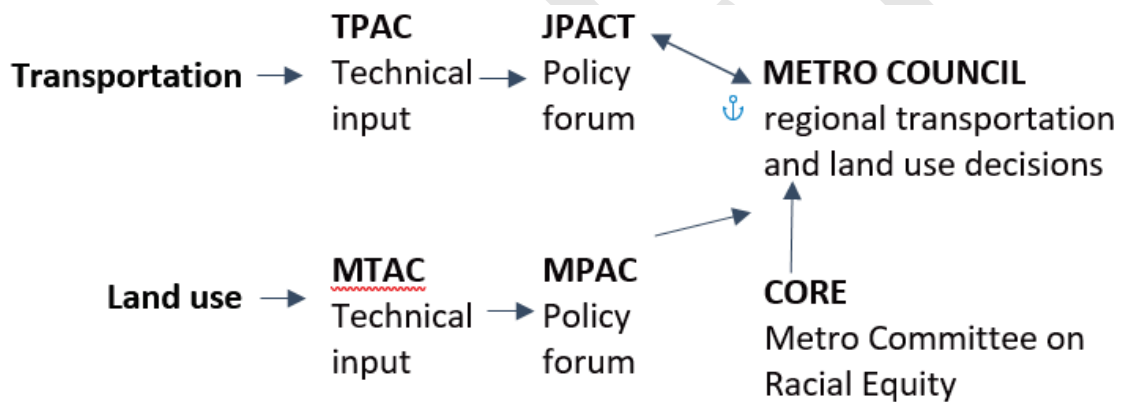 TPAC
Technical
input
JPACT
Policy
forum
Transportation
METRO COUNCIL
regional transportation
and land use decisions
MTAC
Technical
input
MPAC
Policy
forum
Land use
CORE
Metro Committee on
Racial Equity